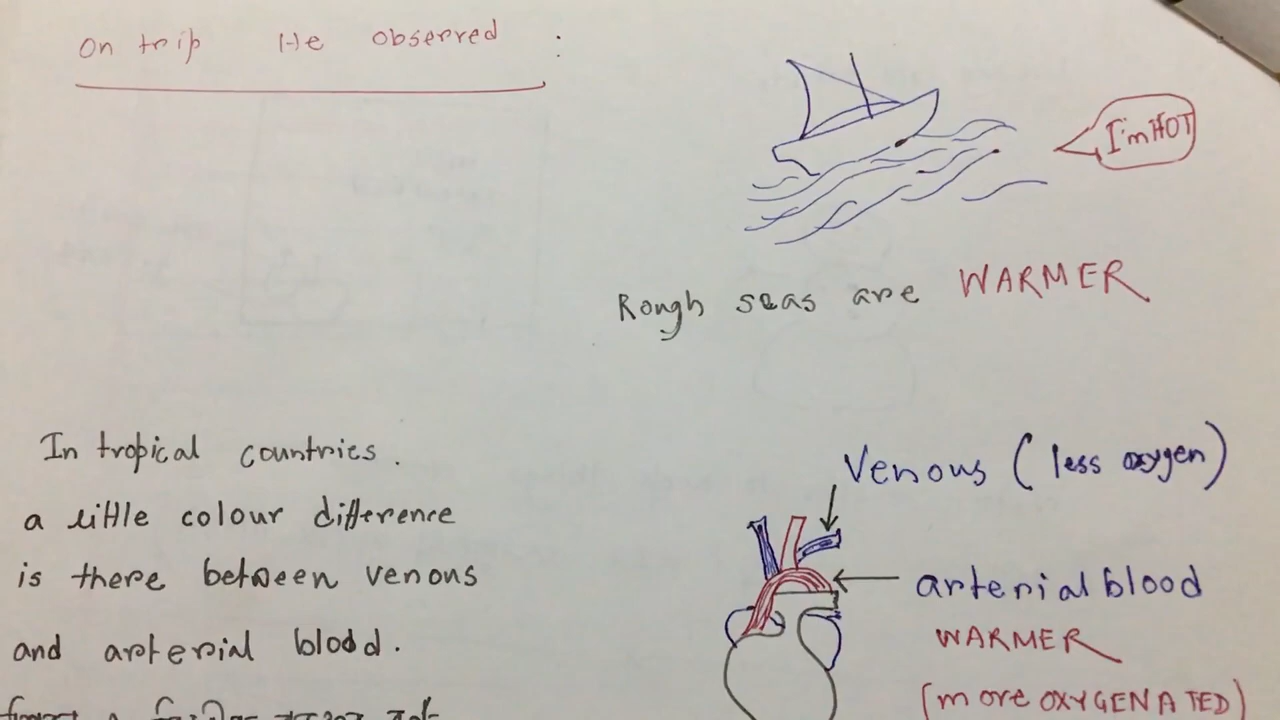 On trip He observed :
I'm HOT
Rough seas are WARMER
In tropical countries.
a little colour difference
is there between venous
and arterial blood.
Venous (less oxygen)
arterial blood
WARMER
(more OXYGENATED)